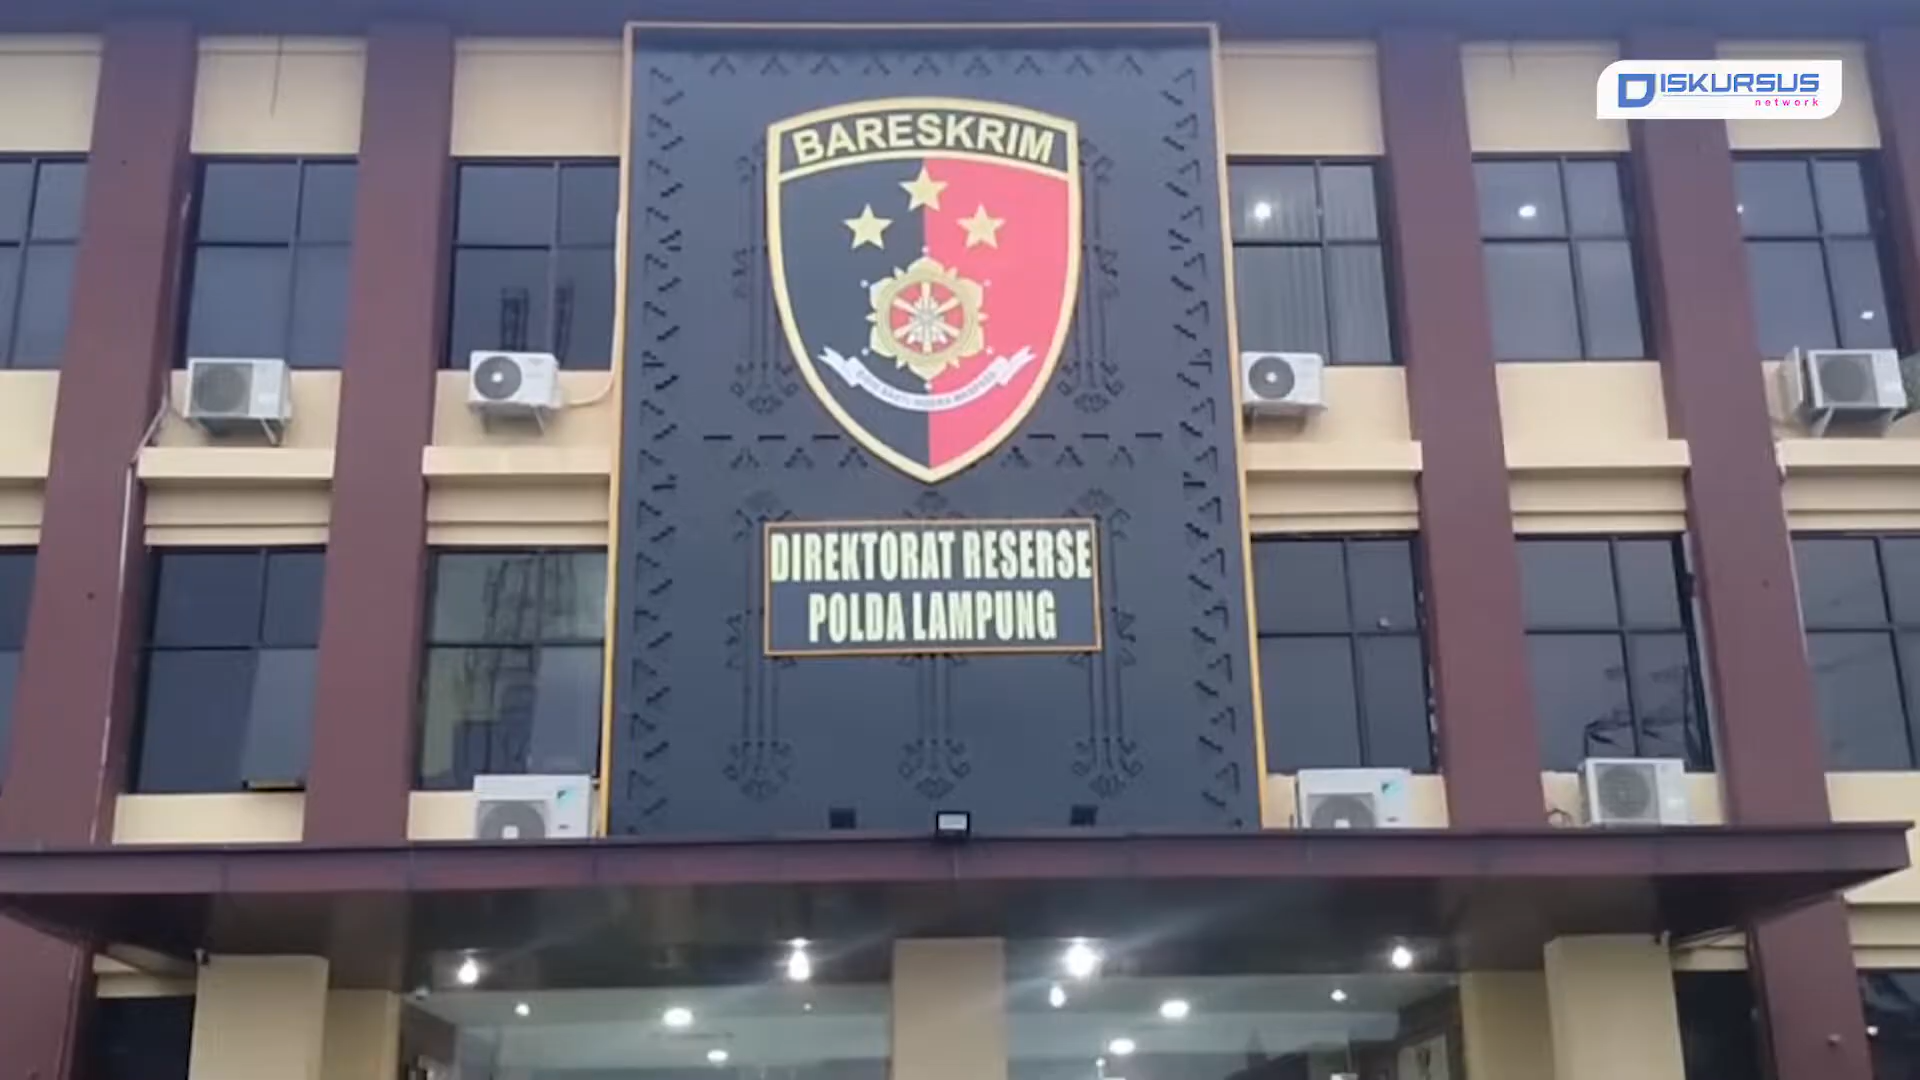 DISKURSUS
network
BARESKRIM
DIREKTORAT RESERSE
POLDA LAMPUNG